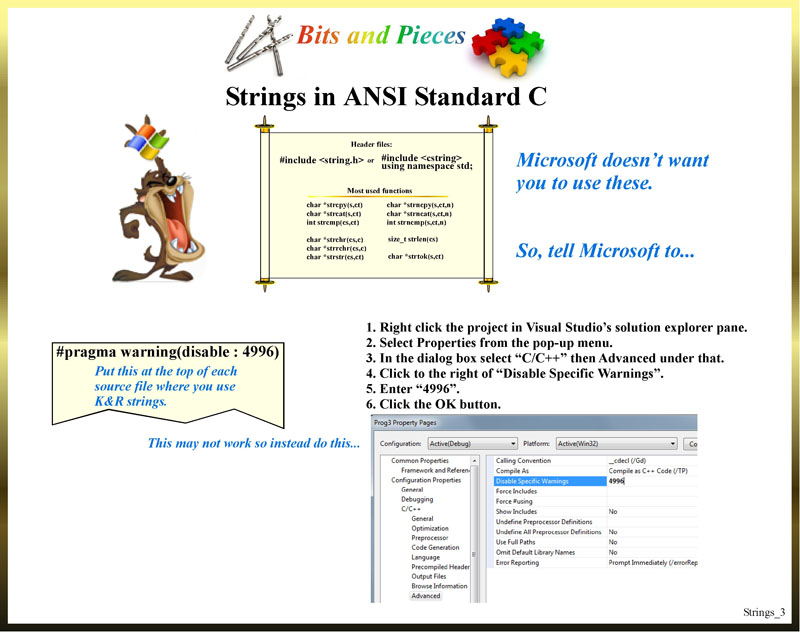 Bits and Pieces
Strings in ANSI Standard C
Header files:
#include <string.h> or #include <cstring>
using namespace std;
Most used functions
char *strcpy(s,ct) char *strncpy(s,ct,n)
char *strcat(s,ct) char *strncat(s,ct,n)
int strcmp(cs,ct) int strncmp(s,ct,n)
char *strchr(cs,c) size_t strlen(cs)
char *strrchr(cs,c)
char *strstr(cs,ct) char *strtok(s,ct)
Microsoft doesn't want
you to use these.
So, tell Microsoft to...
#pragma warning(disable : 4996)
Put this at the top of each
source file where you use
K&R strings.
This may not work so instead do this...
1. Right click the project in Visual Studio's solution explorer pane.
2. Select Properties from the pop-up menu.
3. In the dialog box select “C/C++” then Advanced under that.
4. Click to the right of “Disable Specific Warnings”.
5. Enter “4996”.
6. Click the OK button.
Prog3 Property Pages
Configuration: Active(Debug) Platform: Active(Win32) Co
Common Properties
Framework and Referen
Configuration Properties
General
Debugging
C/C++
General
Optimization
Preprocessor
Code Generation
Language
Precompiled Header
Output Files
Browse Information
Advanced
Calling Convention __cdecl (/Gd)
Compile As Compile as C++ Code (/TP)
Disable Specific Warnings 4996
Force Includes
Force #using
Show Includes No
Undefine Preprocessor Definitions
Undefine All Preprocessor Definitions No
Use Full Paths No
Omit Default Library Names No
Error Reporting Prompt Immediately (/errorRep
Strings_3